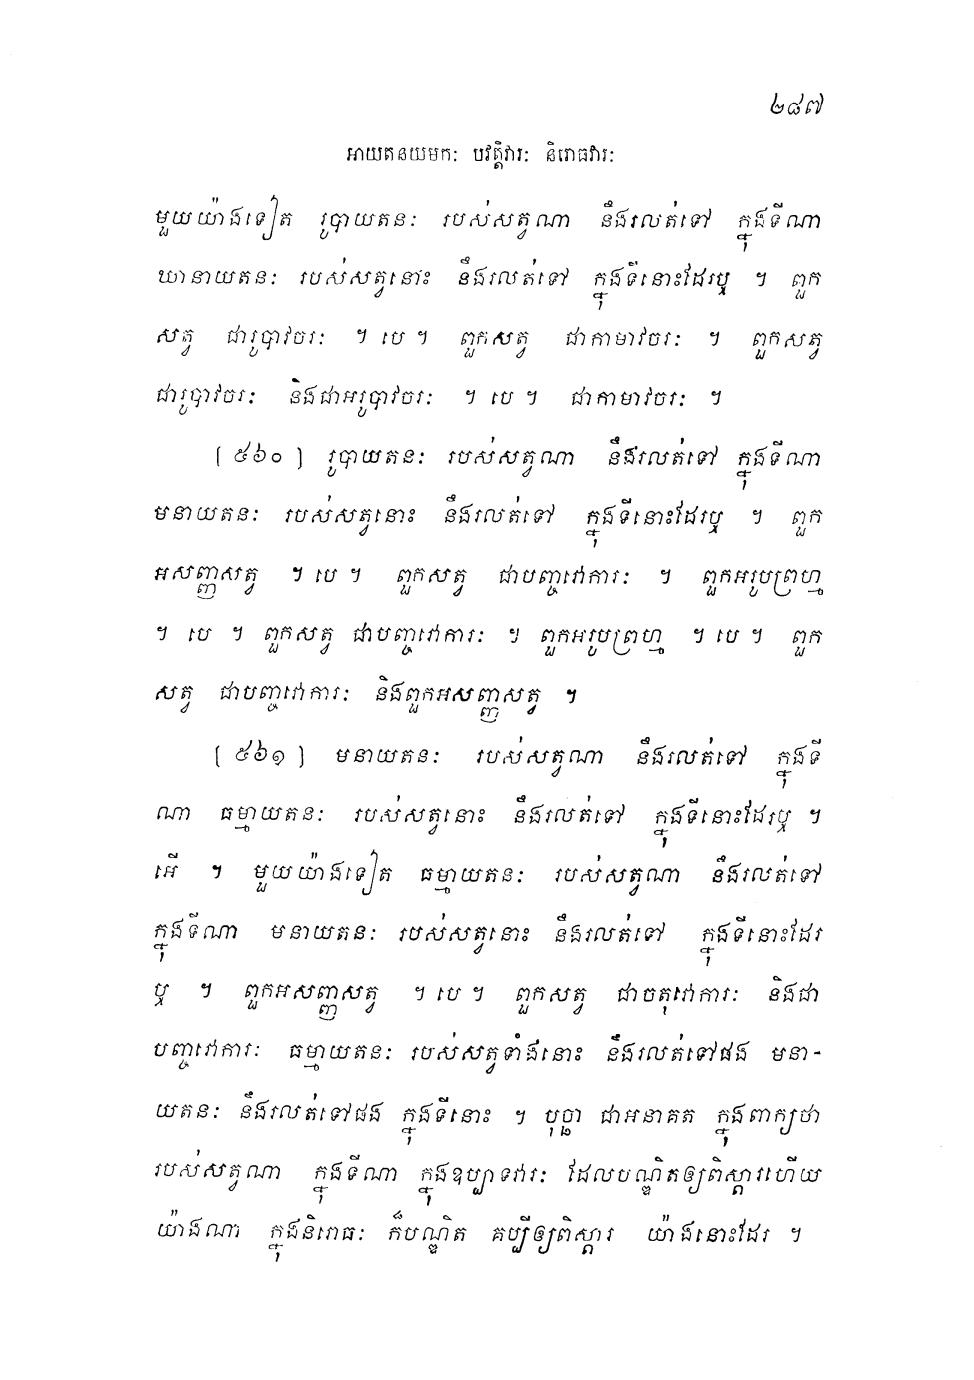 ២៨៧
អាយតនយមកៈ បវត្តិវារៈ និរោធវារៈ
មួយយ៉ាងទៀត រូបាយតនៈ របស់សត្វណា នឹងរលត់ទៅ ក្នុងទីណា
ឃានាយតនៈ របស់សត្វនោះ នឹងរលត់ទៅ ក្នុងទីនោះដែរឬ ។ ពួក
សត្វ ជារូបាវចរៈ ។ បេ ។ ពួកសត្វ ជាកាមាវចរៈ ។ ពួកសត្វ
ជារូបាវចរៈ និងជាអរូបាវចរៈ ។ បេ ។ ជាកាមាវចរៈ ។
(៥៦០) រូបាយតនៈ របស់សត្វណា នឹងរលត់ទៅ ក្នុងទីណា
មនាយតនៈ របស់សត្វនោះ នឹងរលត់ទៅ ក្នុងទីនោះដែរឬ ។ ពួក
អសញ្ញសត្វ ។ បេ ។ ពួកសត្វ ជាបញ្ចវោការៈ ។ ពួកអរូបព្រហ្ម
។ បេ ។ ពួកសត្វ ជាបញ្ចវោការៈ ។ ពួកអរូបព្រហ្ម ។ បេ ។ ពួក
សត្វ ជាបញ្ចវោការៈ និងពួកអសញ្ញសត្វ ។
(៥៦១) មនាយតនៈ របស់សត្វណា នឹងរលត់ទៅ ក្នុងទី
ណា ធម្មាយតនៈ របស់សត្វនោះ នឹងរលត់ទៅ ក្នុងទីនោះដែរឬ ។
អើ ។ មួយយ៉ាងទៀត ធម្មាយតនៈ របស់សត្វណា នឹងរលត់ទៅ
ក្នុងទីណា មនាយតនៈ របស់សត្វនោះ នឹងរលត់ទៅ ក្នុងទីនោះដែរ
ឬ ។ ពួកអសញ្ញសត្វ ។ បេ ។ ពួកសត្វ ជាចតុវោការៈ និងជា
បញ្ចវោការៈ ធម្មាយតនៈ របស់សត្វទាំងនោះ នឹងរលត់ទៅផង មនា-
យតនៈ នឹងរលត់ទៅផង ក្នុងទីនោះ ។ បុច្ឆា ជាអនាគត ក្នុងពាក្យថា
របស់សត្វណា ក្នុងទីណា ក្នុងឧប្បាទវារៈ ដែលបណ្ឌិតឲ្យពិស្តារហើយ
យ៉ាងណា ក្នុងនិរោធៈ ក៏បណ្ឌិត គប្បីឲ្យពិស្តារ យ៉ាងនោះដែរ ។